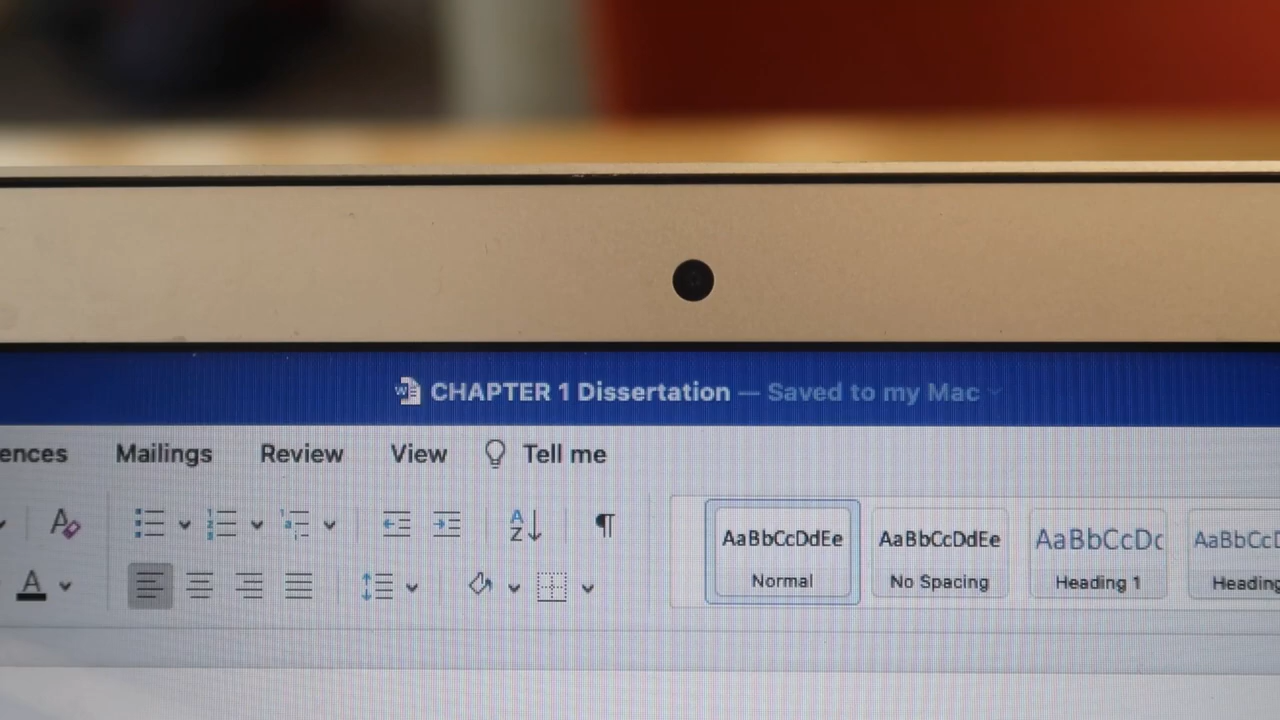 CHAPTER 1 Dissertation — Saved to my Mac
ences Mailings Review View Tell me
AaBbCcDdEe AaBbCcDdEe AaBbCcDc AaBbCcD
Normal No Spacing Heading 1 Heading